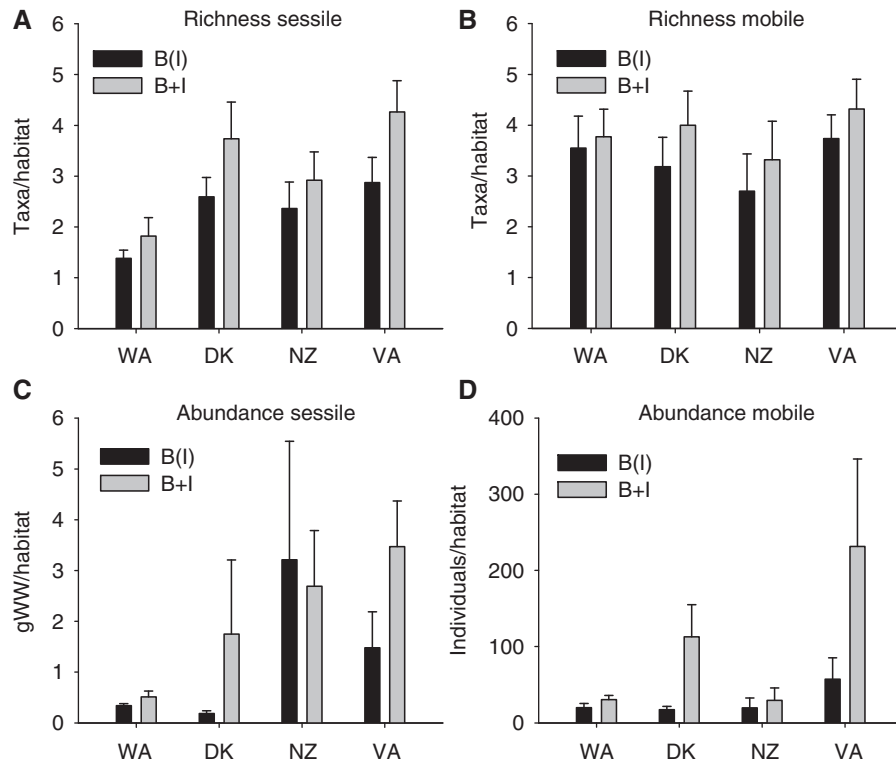 A
Richness sessile
6
5
4
3
2
1
0
Taxa/habitat
B(I)
B+I
WA DK NZ VA
B
Richness mobile
6
5
4
3
2
1
0
Taxa/habitat
B(I)
B+I
WA DK NZ VA
C
Abundance sessile
6
5
4
3
2
1
0
gWW/habitat
B(I)
B+I
WA DK NZ VA
D
Abundance mobile
400
300
200
100
0
Individuals/habitat
B(I)
B+I
WA DK NZ VA